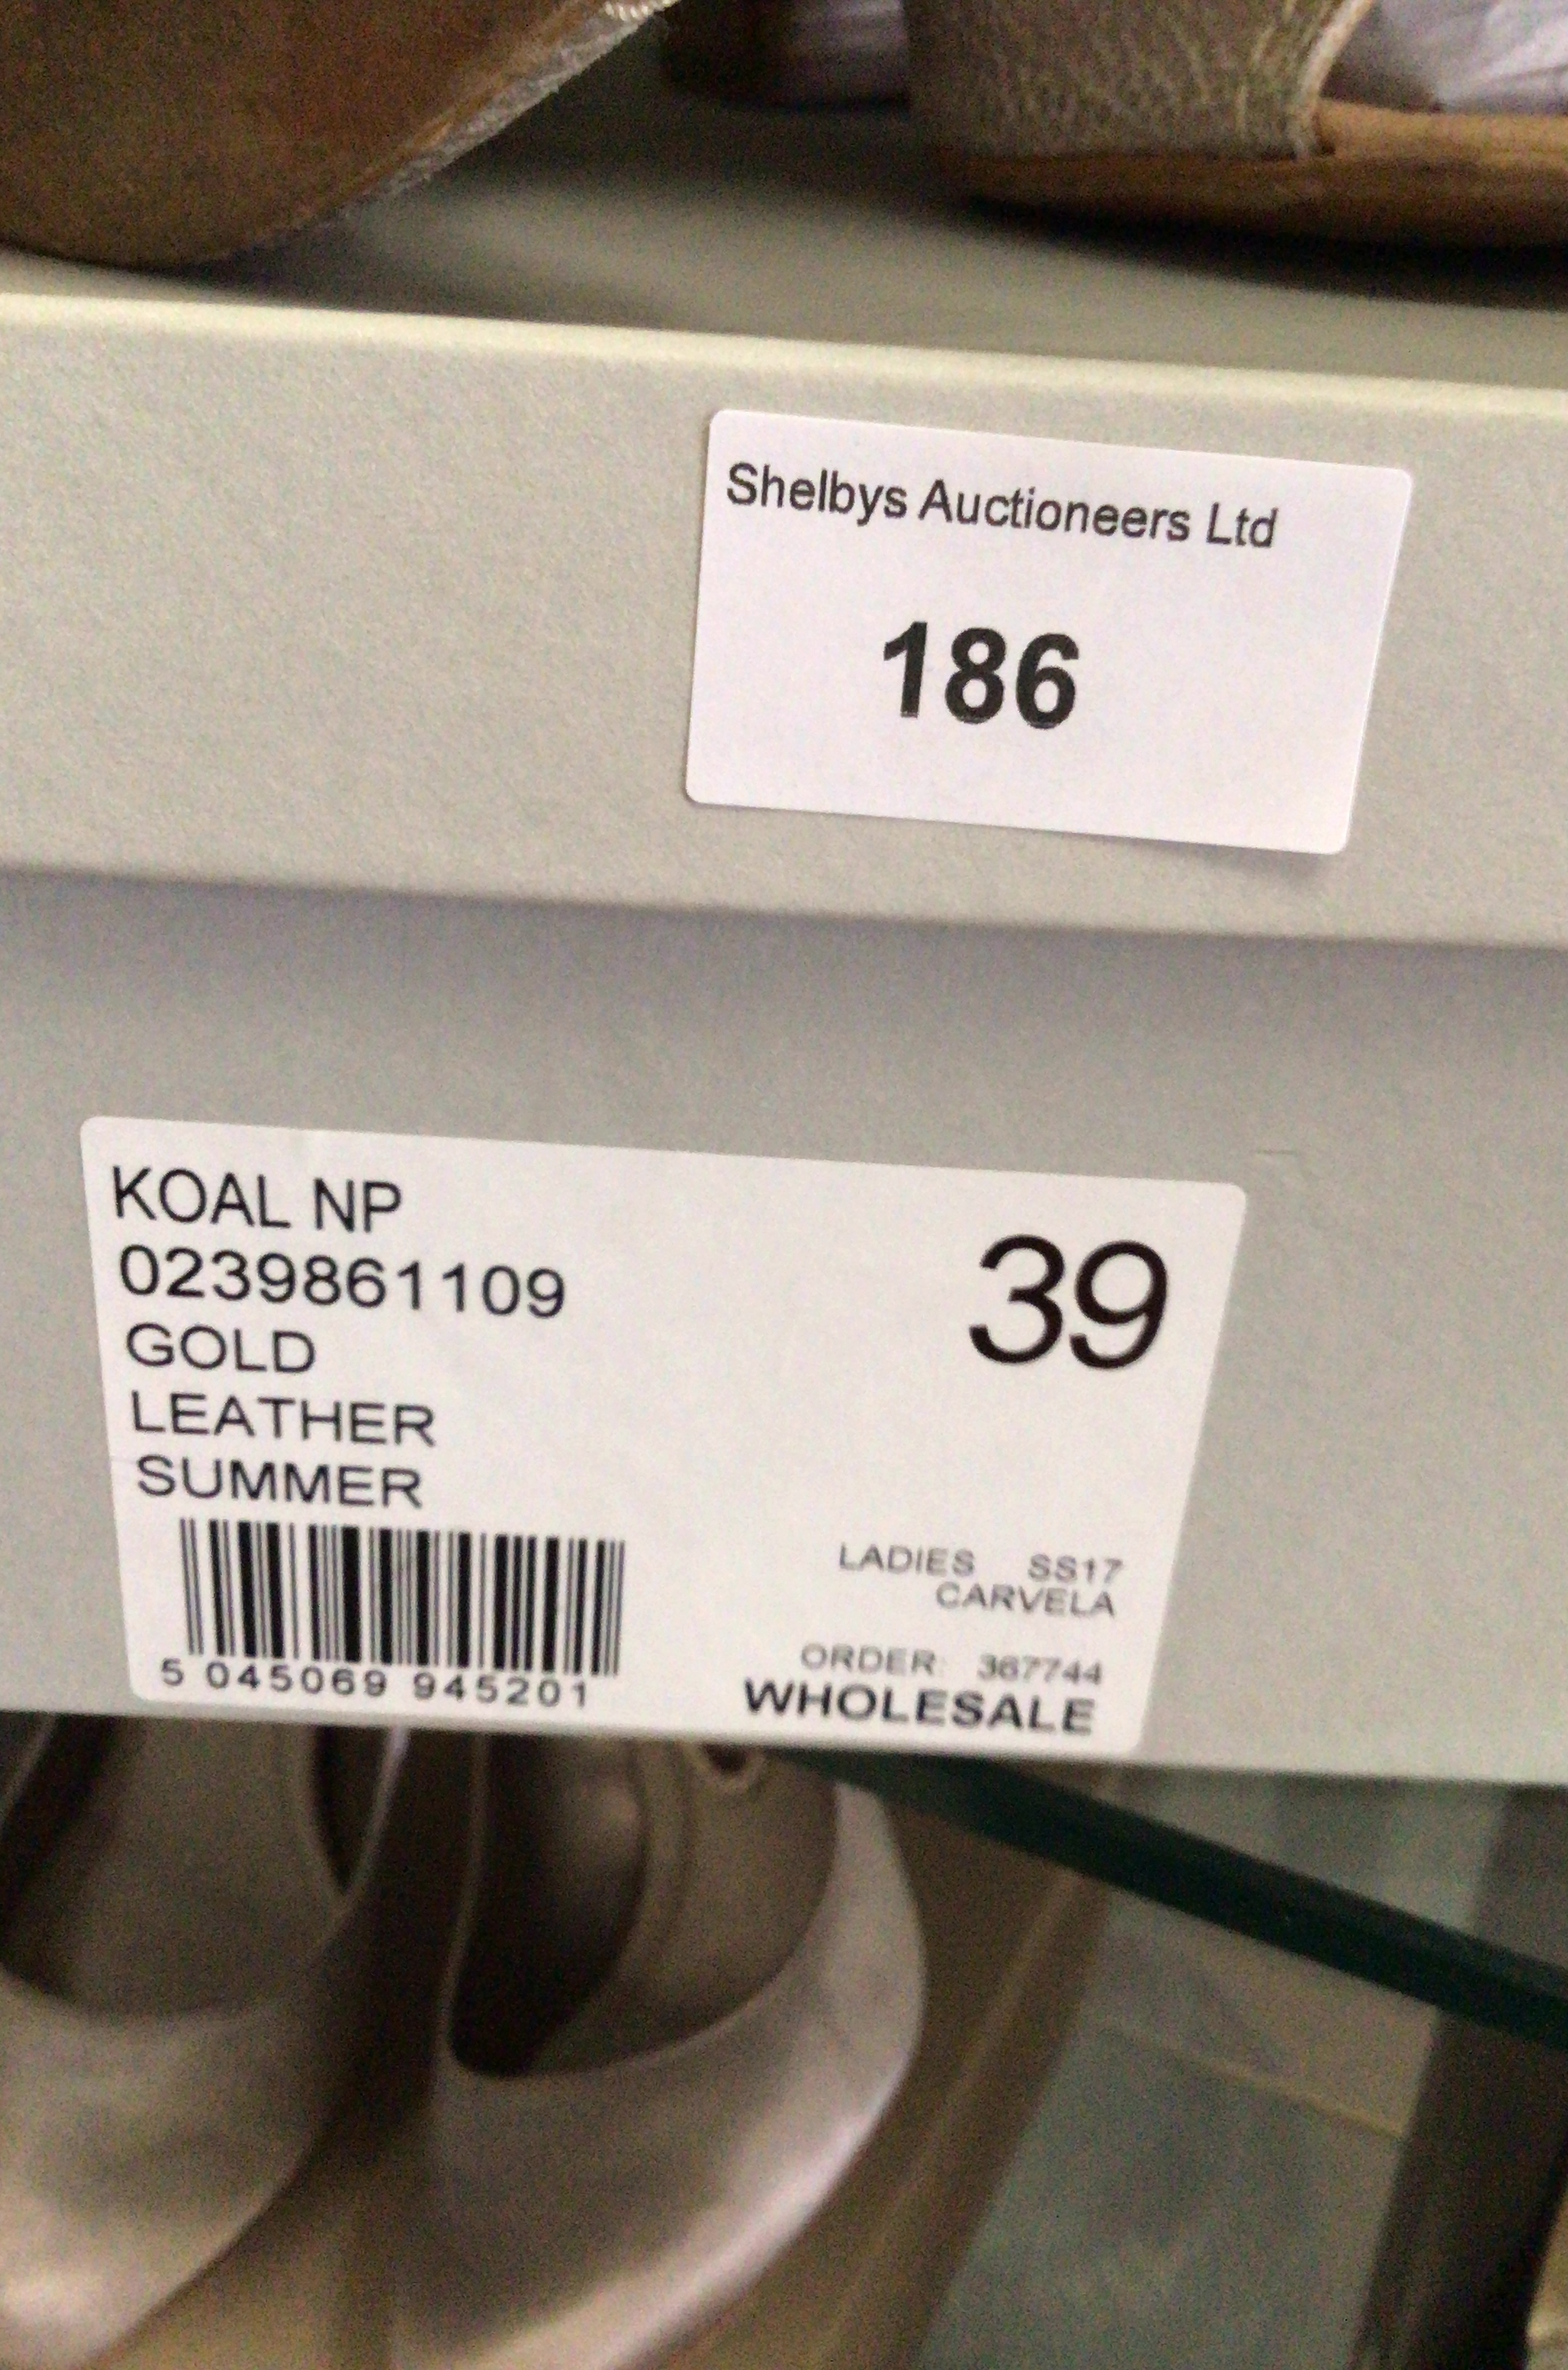 Shelbys Auctioneers Ltd
186
KOAL NP
0239861109
39
GOLD
LEATHER
SUMMER
LADIES SS17
CARVELA
ORDER: 367744
5 045069 945201
WHOLESALE